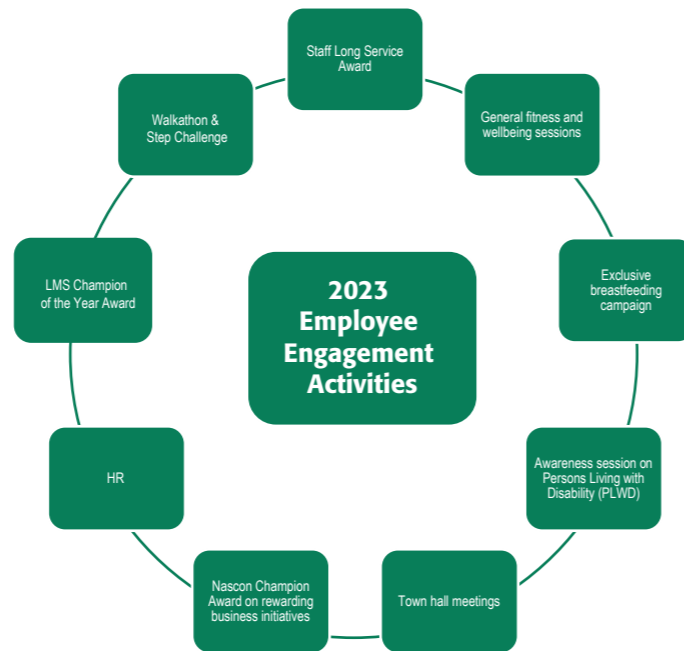 Staff Long Service
Award
General fitness and
wellbeing sessions
Exclusive
breastfeeding
campaign
Awareness session on
Persons Living with
Disability (PLWD)
Town hall meetings
Nascon Champion
Award on rewarding
business initiatives
HR
LMS Champion
of the Year Award
Walkathon &
Step Challenge
2023
Employee
Engagement
Activities